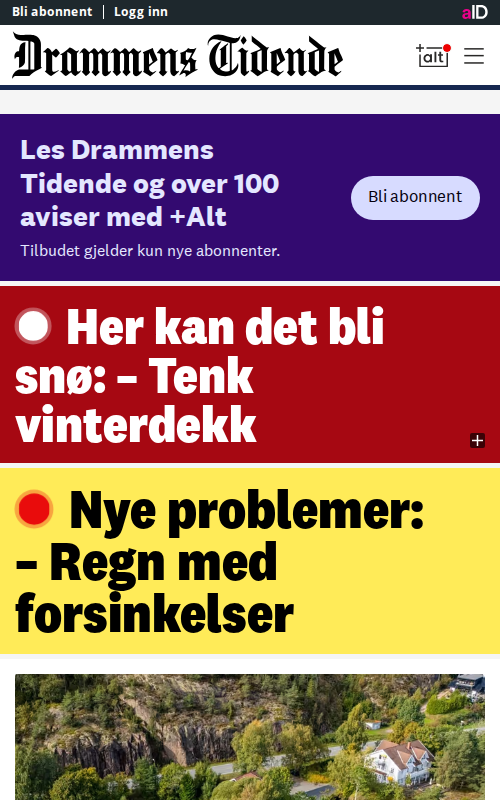 Bli abonnent | Logg inn
aID
Drammens Tidende
+alt
Les Drammens
Tidende og over 100
aviser med +Alt
Bli abonnent
Tilbudet gjelder kun nye abonnenter.
Her kan det bli
snø: – Tenk
vinterdekk
+
Nye problemer:
– Regn med
forsinkelser